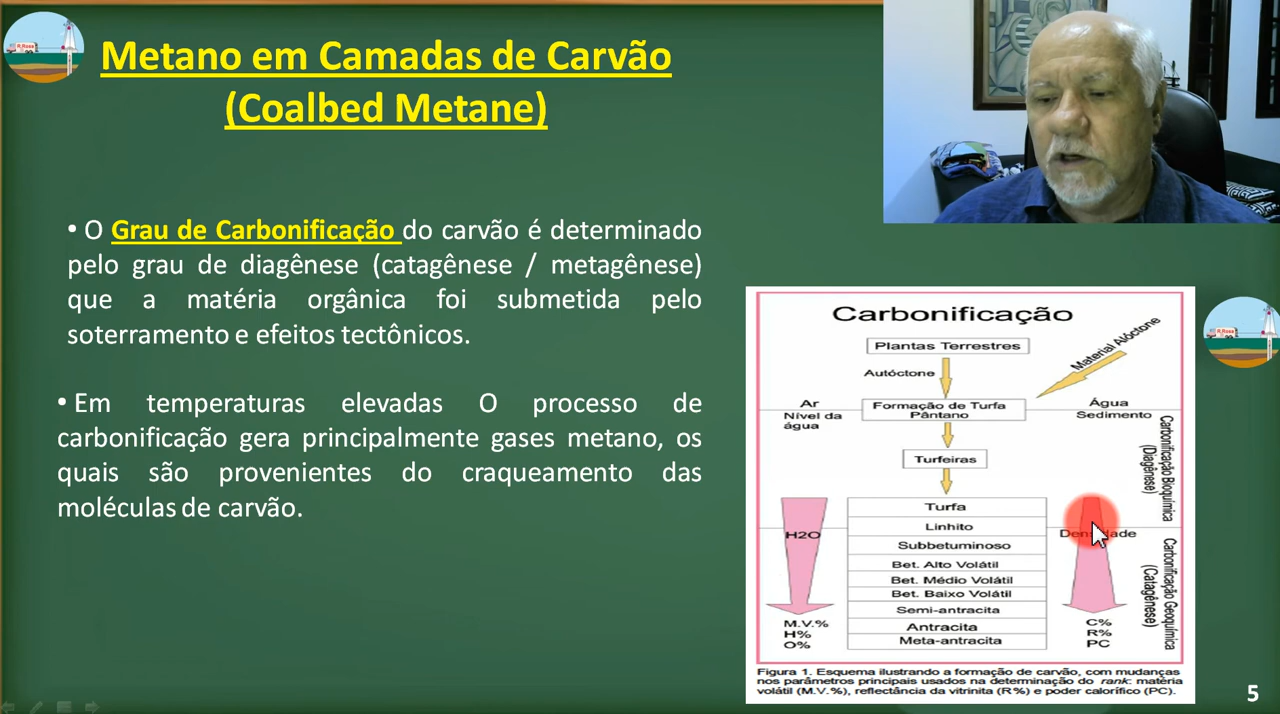 Metano em Camadas de Carvão
(Coalbed Metane)
• O Grau de Carbonificação do carvão é determinado
pelo grau de diagênese (catagênese / metagênese)
que a matéria orgânica foi submetida pelo
soterramento e efeitos tectônicos.
• Em temperaturas elevadas O processo de
carbonificação gera principalmente gases metano, os
quais são provenientes do craqueamento das
moléculas de carvão.
Carbonificação
Plantas Terrestres
Material Alóctone
Autóctone
Ar
Nível da
água
Formação de Turfa
Pântano
Água
Sedimento
Turfeiras
Carbonificação Bioquímica
(Diagênese)
Turfa
Linhito
Subbetuminoso
Bet. Alto Volátil
Bet. Médio Volátil
Bet. Baixo Volátil
Semi-antracita
Antracita
Meta-antracita
H2O
M.V.%
H%
O%
Densidade
C%
R%
PC
Carbonificação Geoquímica
(Catagênese)
Figura 1. Esquema ilustrando a formação de carvão, com mudanças
nos parâmetros principais usados na determinação do rank: matéria
volátil (M.V.%), reflectância da vitrinita (R%) e poder calorífico (PC).
R.Rosa
R.Rosa
5